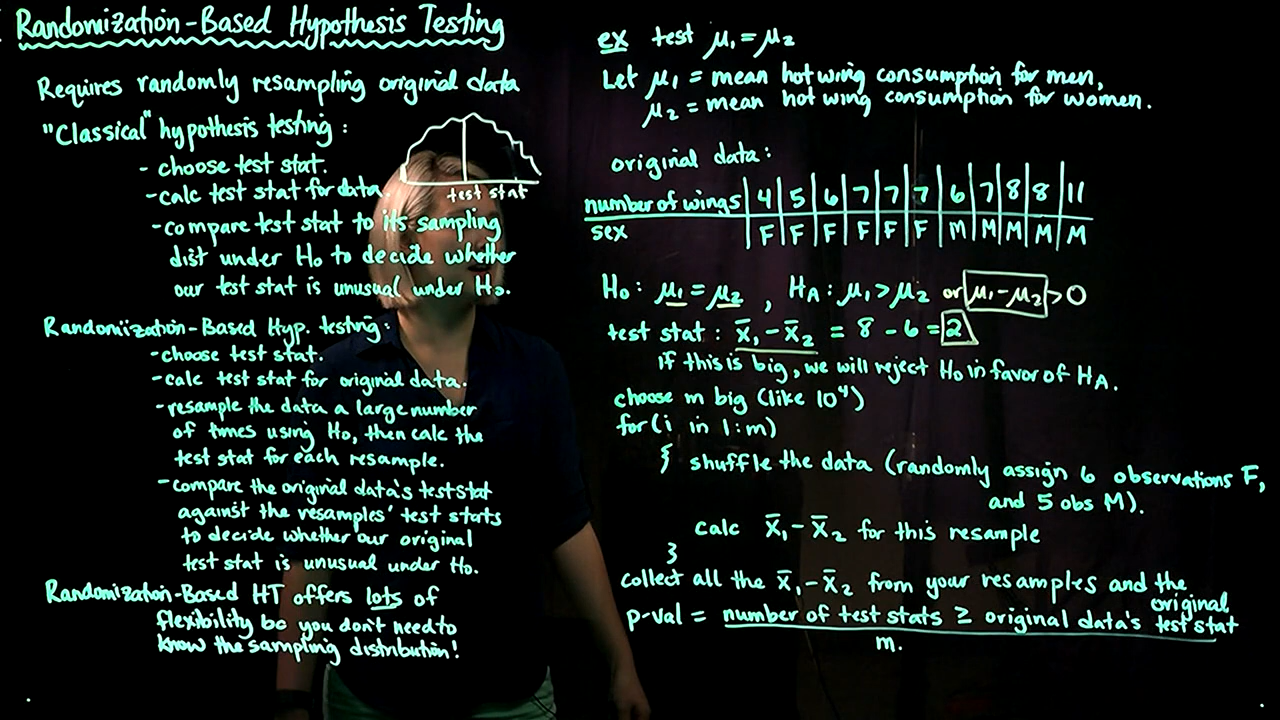 Randomization-Based Hypothesis Testing
Requires randomly resampling original data
"Classical" hypothesis testing:
- choose test stat.
- calc test stat for data
test stat
- compare test stat to its sampling
dist under H₀ to decide whether
our test stat is unusual under H₀.
Randomiization-Based Hyp. testing:
- choose test stat.
- calc test stat for original data.
- resample the data a large number
of times using H₀, then calc the
test stat for each resample.
- compare the original data's test stat
against the resamples' test starts
to decide whether our original
test stat is unusual under H₀.
Randomization-Based HT offers lots of
flexibility bc you don't need to
know the sampling distribution!
ex test μ₁ = μ₂
Let μ₁ = mean hot wing consumption for men,
μ₂ = mean hot wing consumption for women.
original data:
number of wings | 4 | 5 | 6 | 7 | 7 | 7 | 6 | 7 | 8 | 8 | 11
sex | F | F | F | F | F | F | M | M | M | M | M
H₀: μ₁ = μ₂ , H_A: μ₁ > μ₂ or μ₁ - μ₂ > 0
test stat: x̄₁ - x̄₂ = 8 - 6 = 2
if this is big, we will reject H₀ in favor of H_A.
choose m big (like 10⁴)
for (i in 1:m)
{ shuffle the data (randomly assign 6 observations F,
and 5 obs M).
calc x̄₁ - x̄₂ for this resample
}
collect all the x̄₁ - x̄₂ from your resamples and the
original
p-val = number of test stats ≥ original data's test stat
m.